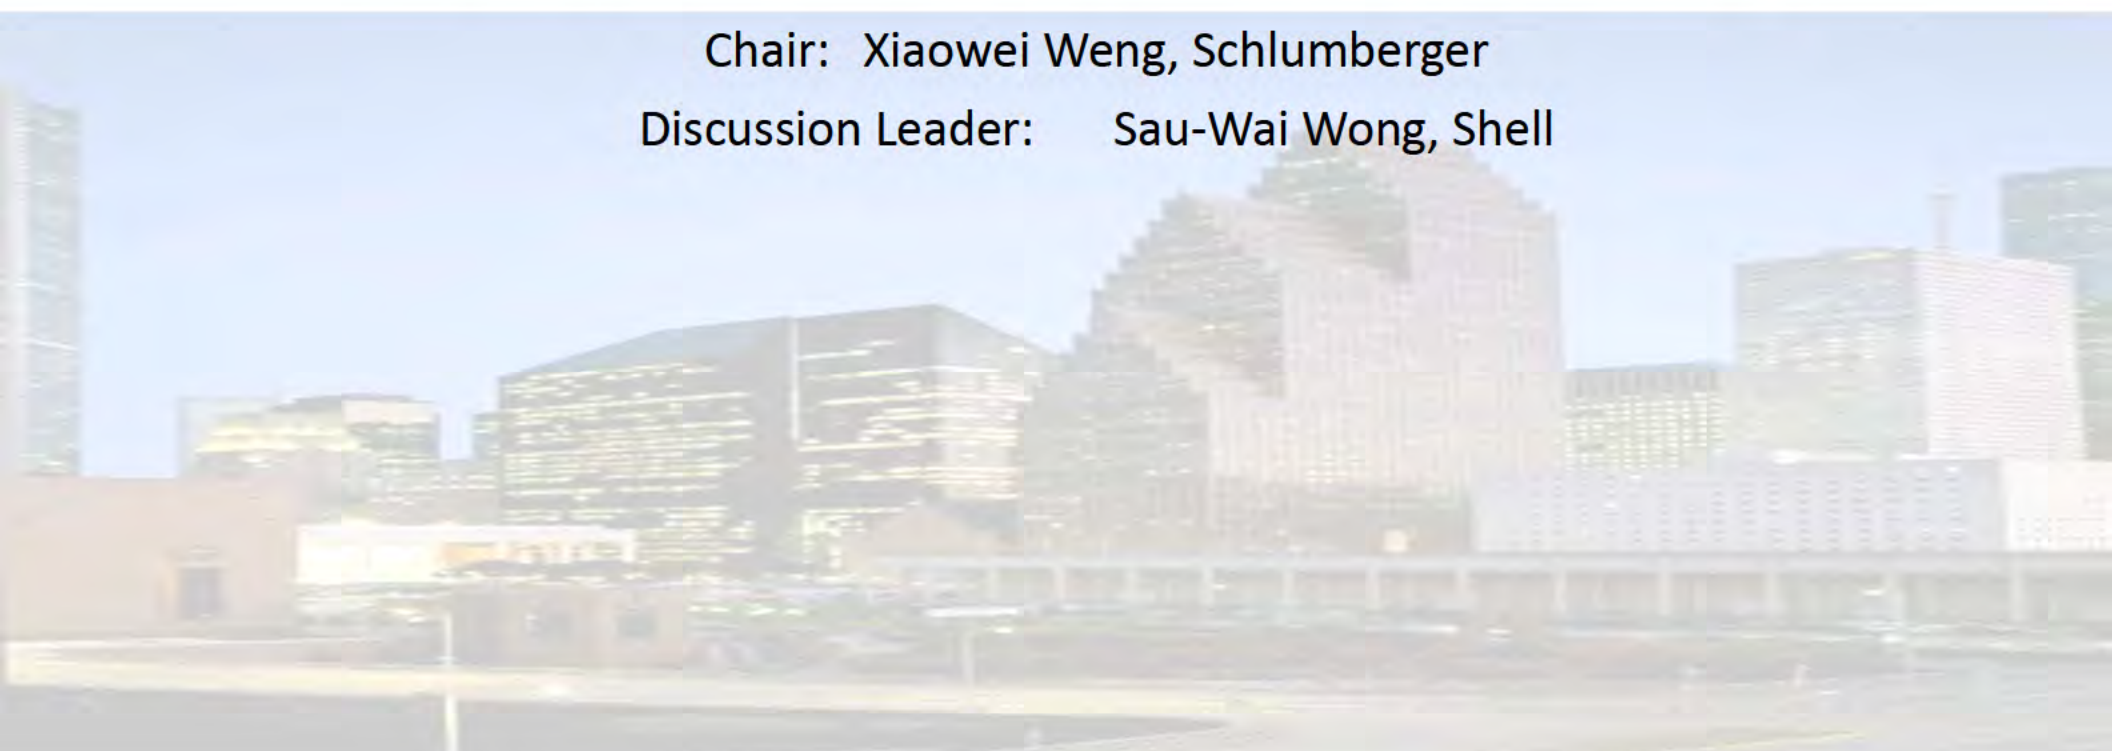 Chair: Xiaowei Weng, Schlumberger
Discussion Leader: Sau-Wai Wong, Shell